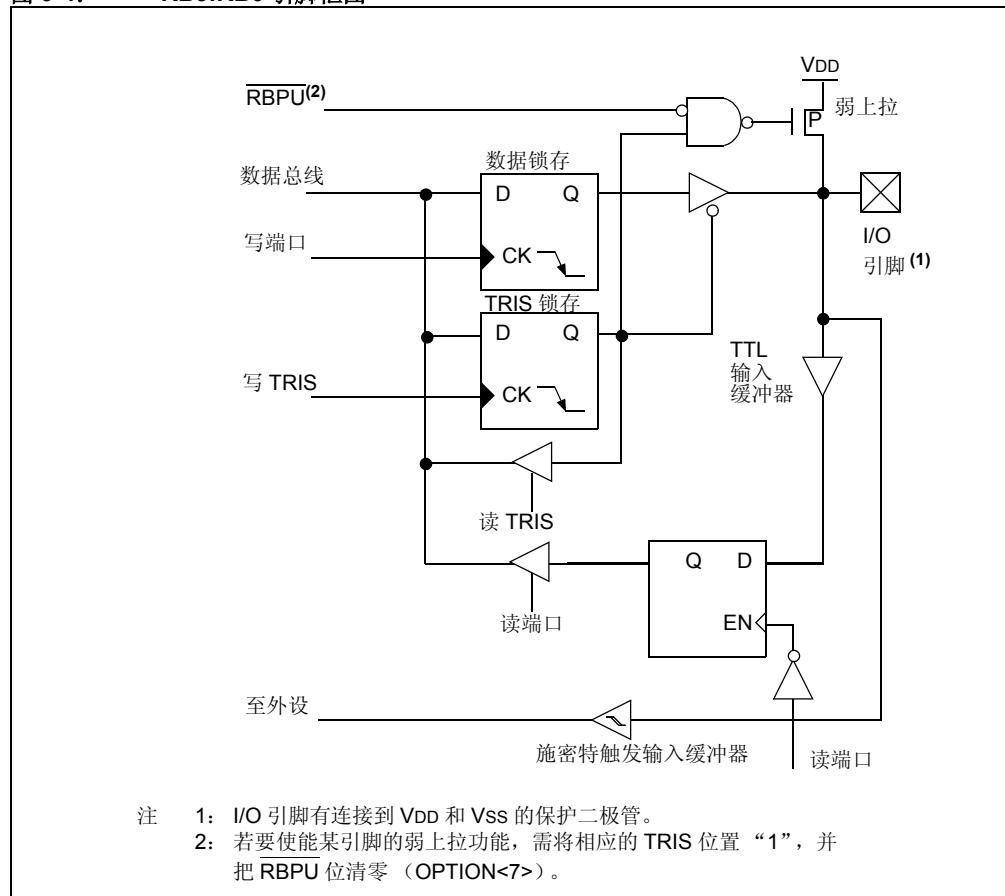 VDD
RBPU(2)
弱上拉
P
数据锁存
数据总线
D Q
I/O
引脚(1)
写端口
CK
TRIS 锁存
D Q
TTL
输入
缓冲器
写 TRIS
CK
读 TRIS
Q D
读端口
EN
至外设
施密特触发输入缓冲器
读端口
注 1: I/O 引脚有连接到 VDD 和 VSS 的保护二极管。
2: 若要使能某引脚的弱上拉功能，需将相应的 TRIS 位置 “1”，并
把 RBPU 位清零 （OPTION<7>）。